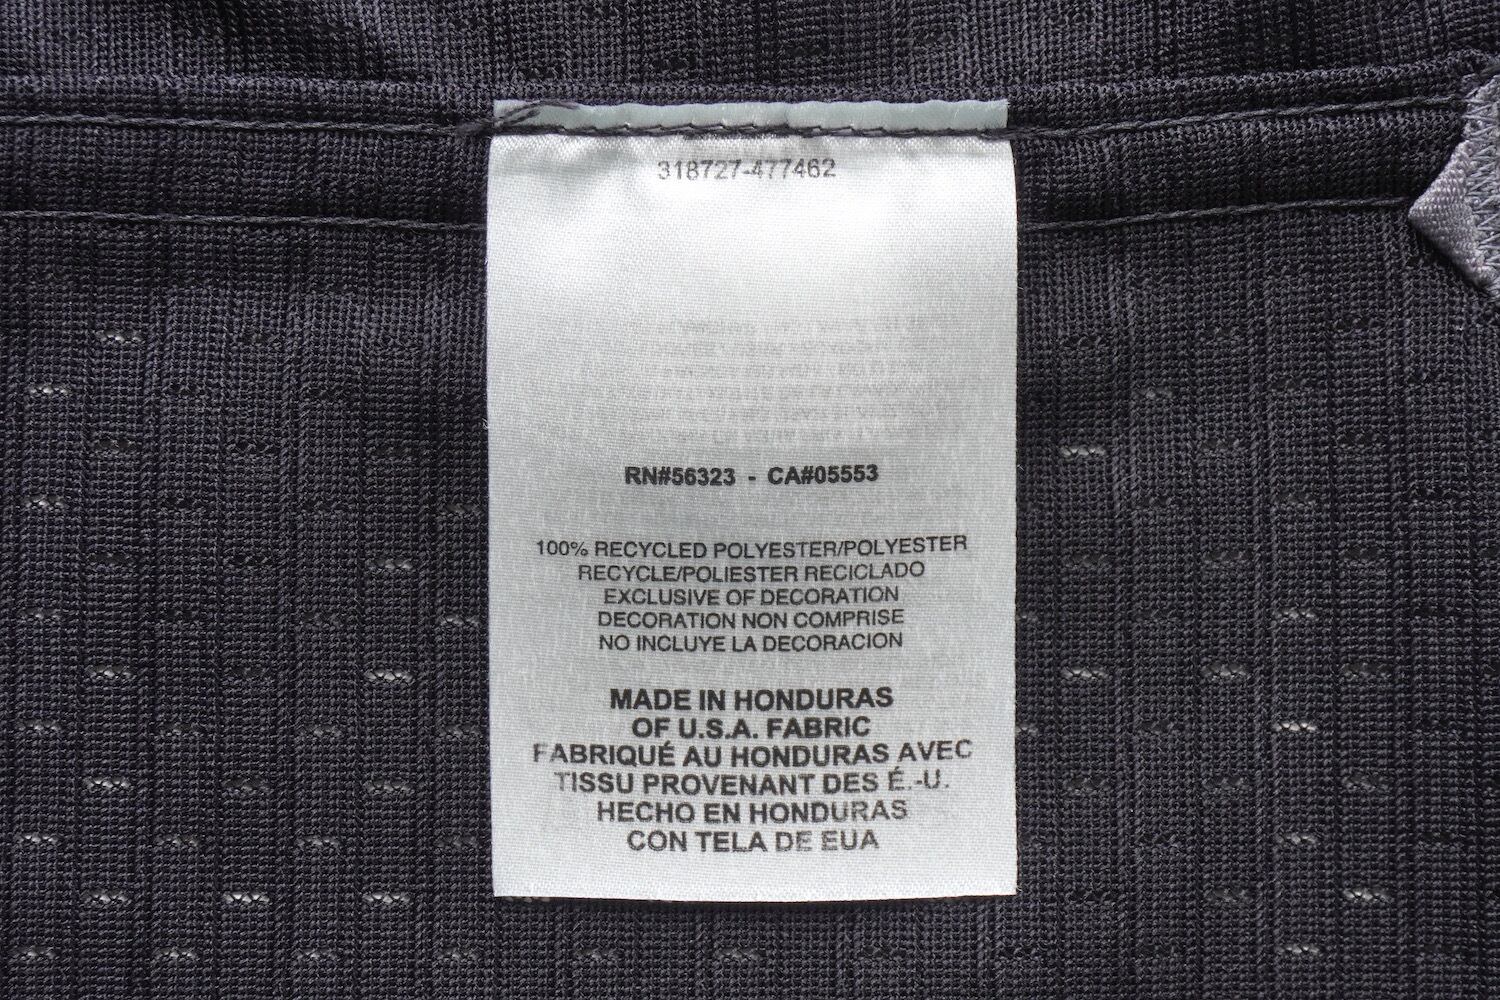 318727-477462
RN#56323 - CA#05553
100% RECYCLED POLYESTER/POLYESTER
RECYCLE/POLIESTER RECICLADO
EXCLUSIVE OF DECORATION
DECORATION NON COMPRISE
NO INCLUYE LA DECORACION
MADE IN HONDURAS
OF U.S.A. FABRIC
FABRIQUÉ AU HONDURAS AVEC
TISSU PROVENANT DES É.-U.
HECHO EN HONDURAS
CON TELA DE EUA